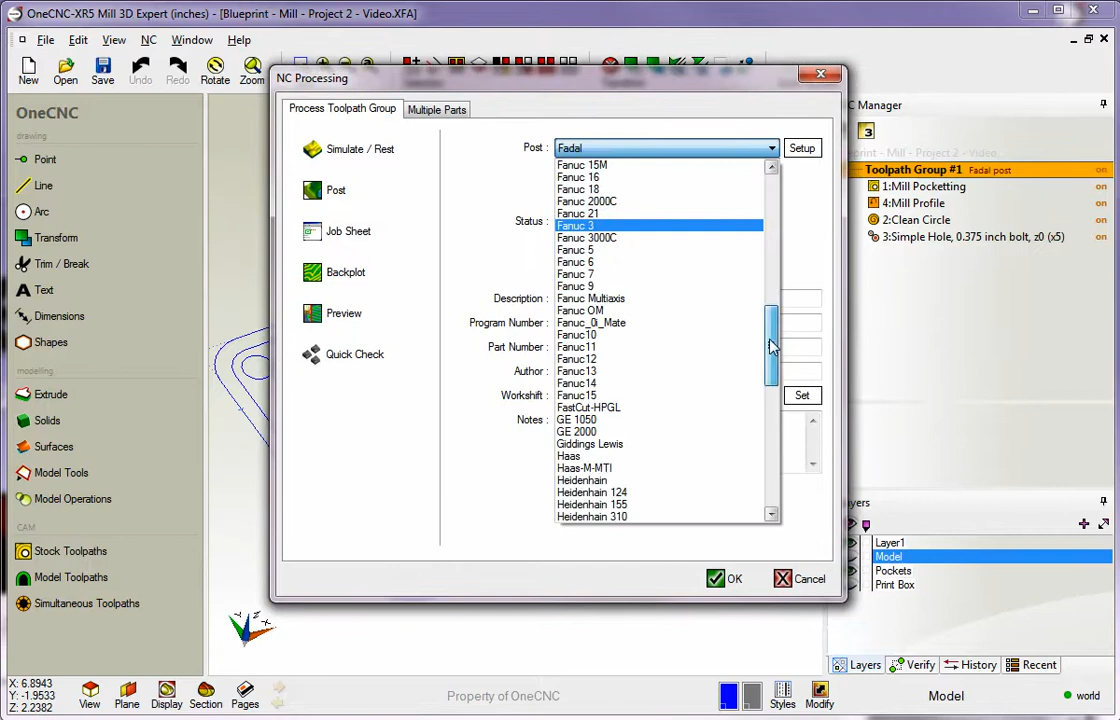 OneCNC-XR5 Mill 3D Expert (inches) - [Blueprint - Mill - Project 2 - Video.XFA]
File Edit View NC Window Help
New Open Save Undo Redo Rotate Zoom
NC Processing
Process Toolpath Group Multiple Parts
OneCNC
drawing
Point
Line
Arc
Transform
Trim / Break
Text
Dimensions
Shapes
modelling
Extrude
Solids
Surfaces
Model Tools
Model Operations
CAM
Stock Toolpaths
Model Toolpaths
Simultaneous Toolpaths
Simulate / Rest
Post
Job Sheet
Backplot
Preview
Quick Check
Post : Fadal Setup
Status :
Description :
Program Number :
Part Number :
Author :
Workshift : Set
Notes :
Fanuc 15M
Fanuc 16
Fanuc 18
Fanuc 2000C
Fanuc 21
Fanuc 3
Fanuc 3000C
Fanuc 5
Fanuc 6
Fanuc 7
Fanuc 9
Fanuc Multiaxis
Fanuc OM
Fanuc_0i_Mate
Fanuc10
Fanuc11
Fanuc12
Fanuc13
Fanuc14
Fanuc15
FastCut-HPGL
GE 1050
GE 2000
Giddings Lewis
Haas
Haas-M-MTI
Heidenhain
Heidenhain 124
Heidenhain 155
Heidenhain 310
OK Cancel
C Manager
3
Blueprint - Mill - Project 2 - Video.XFA
Toolpath Group #1 Fadal post on
1:Mill Pocketting on
4:Mill Profile on
2:Clean Circle on
3:Simple Hole, 0.375 inch bolt, z0 (x5) on
ayers
Layer1
Model
Pockets
Print Box
Layers Verify History Recent
X: 6.8943
Y: -1.9533
Z: 2.2382
View Plane Display Section Pages
Property of OneCNC
Styles Modify
Model
world